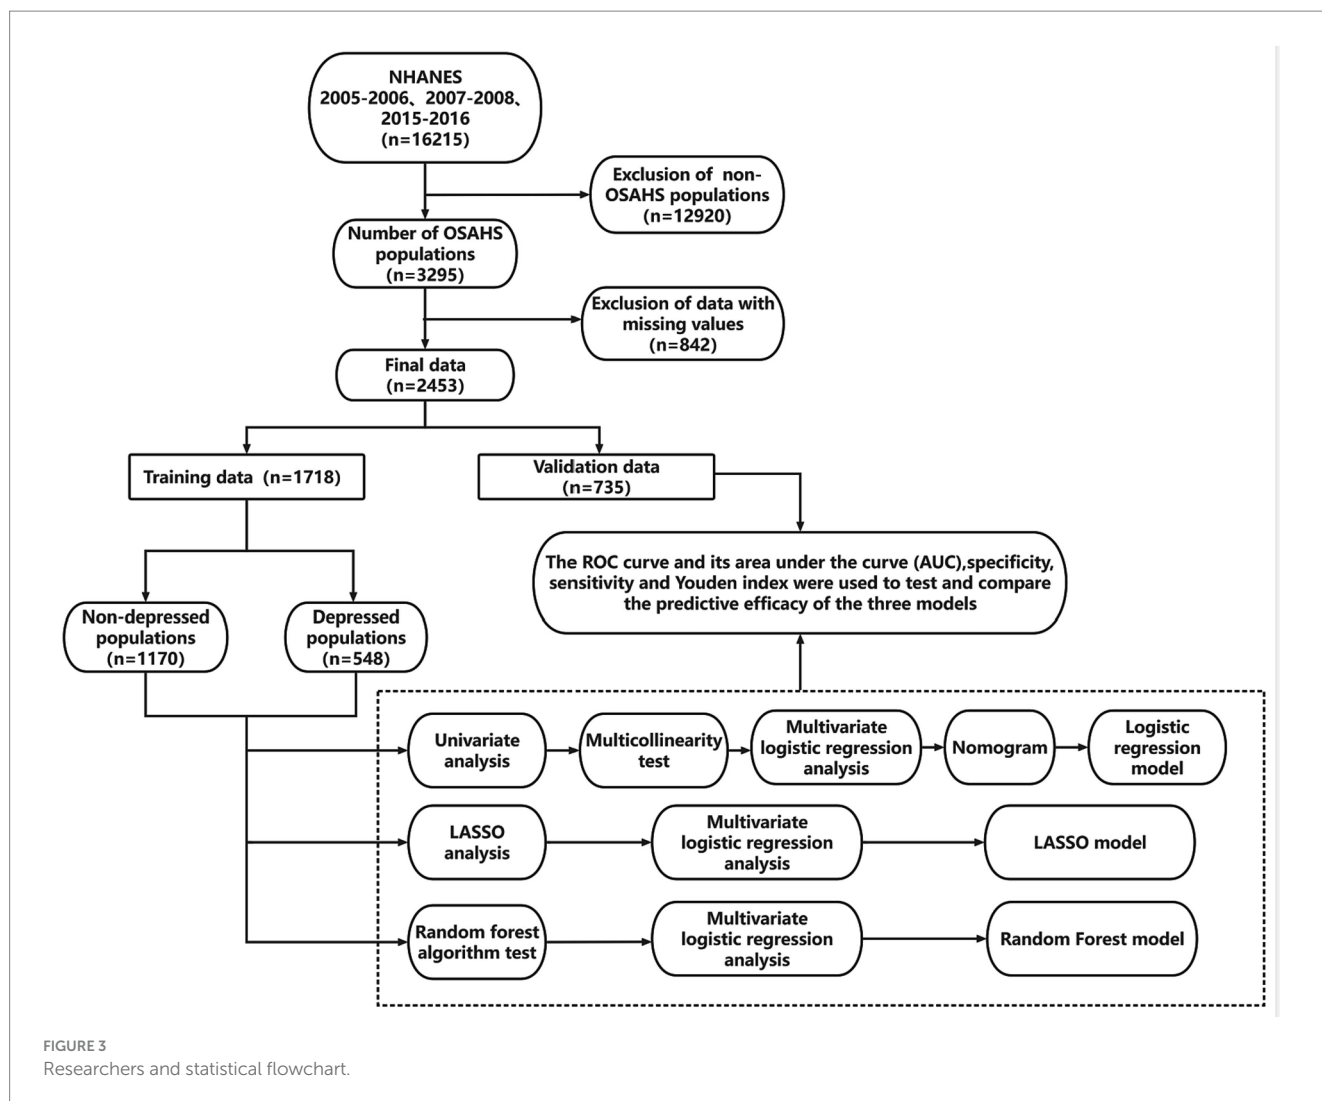 NHANES
2005-2006、2007-2008、
2015-2016
(n=16215)
Exclusion of non-
OSAHS populations
(n=12920)
Number of OSAHS
populations
(n=3295)
Exclusion of data with
missing values
(n=842)
Final data
(n=2453)
Training data (n=1718)
Validation data
(n=735)
The ROC curve and its area under the curve (AUC),specificity,
sensitivity and Youden index were used to test and compare
the predictive efficacy of the three models
Non-depressed
populations
(n=1170)
Depressed
populations
(n=548)
Univariate
analysis
Multicollinearity
test
Multivariate
logistic regression
analysis
Nomogram
Logistic
regression
model
LASSO
analysis
Multivariate
logistic regression
analysis
LASSO model
Random forest
algorithm test
Multivariate
logistic regression
analysis
Random Forest model
FIGURE 3
Researchers and statistical flowchart.